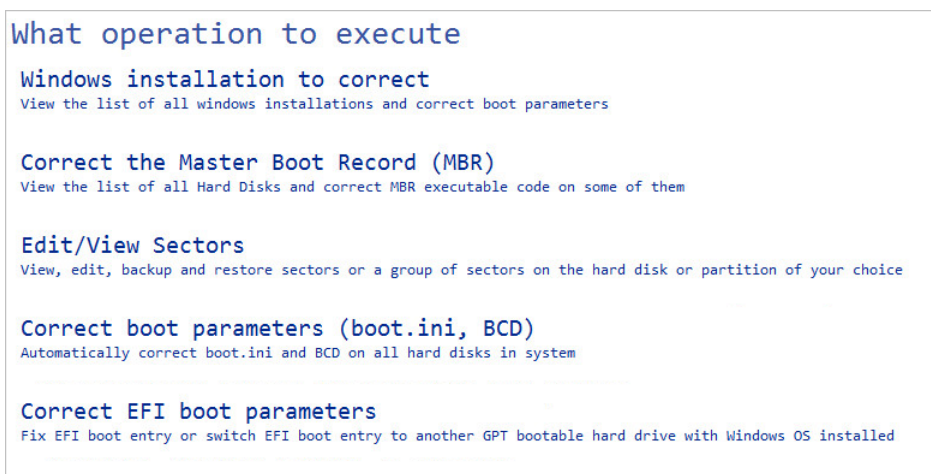 What operation to execute
Windows installation to correct
View the list of all windows installations and correct boot parameters
Correct the Master Boot Record (MBR)
View the list of all Hard Disks and correct MBR executable code on some of them
Edit/View Sectors
View, edit, backup and restore sectors or a group of sectors on the hard disk or partition of your choice
Correct boot parameters (boot.ini, BCD)
Automatically correct boot.ini and BCD on all hard disks in system
Correct EFI boot parameters
Fix EFI boot entry or switch EFI boot entry to another GPT bootable hard drive with Windows OS installed